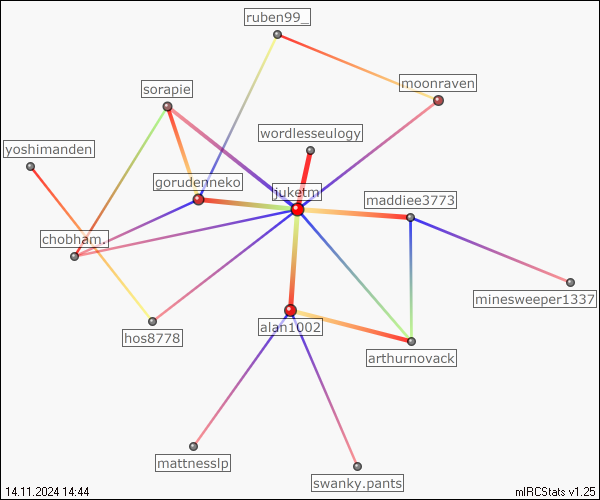 ruben99_
moonraven
sorapie
wordlesseulogy
yoshimanden
gorudenneko
juketm
maddiee3773
chobham.
minesweeper1337
hos8778
alan1002
arthurnovack
mattnesslp
swanky.pants
14.11.2024 14:44
mIRCStats v1.25